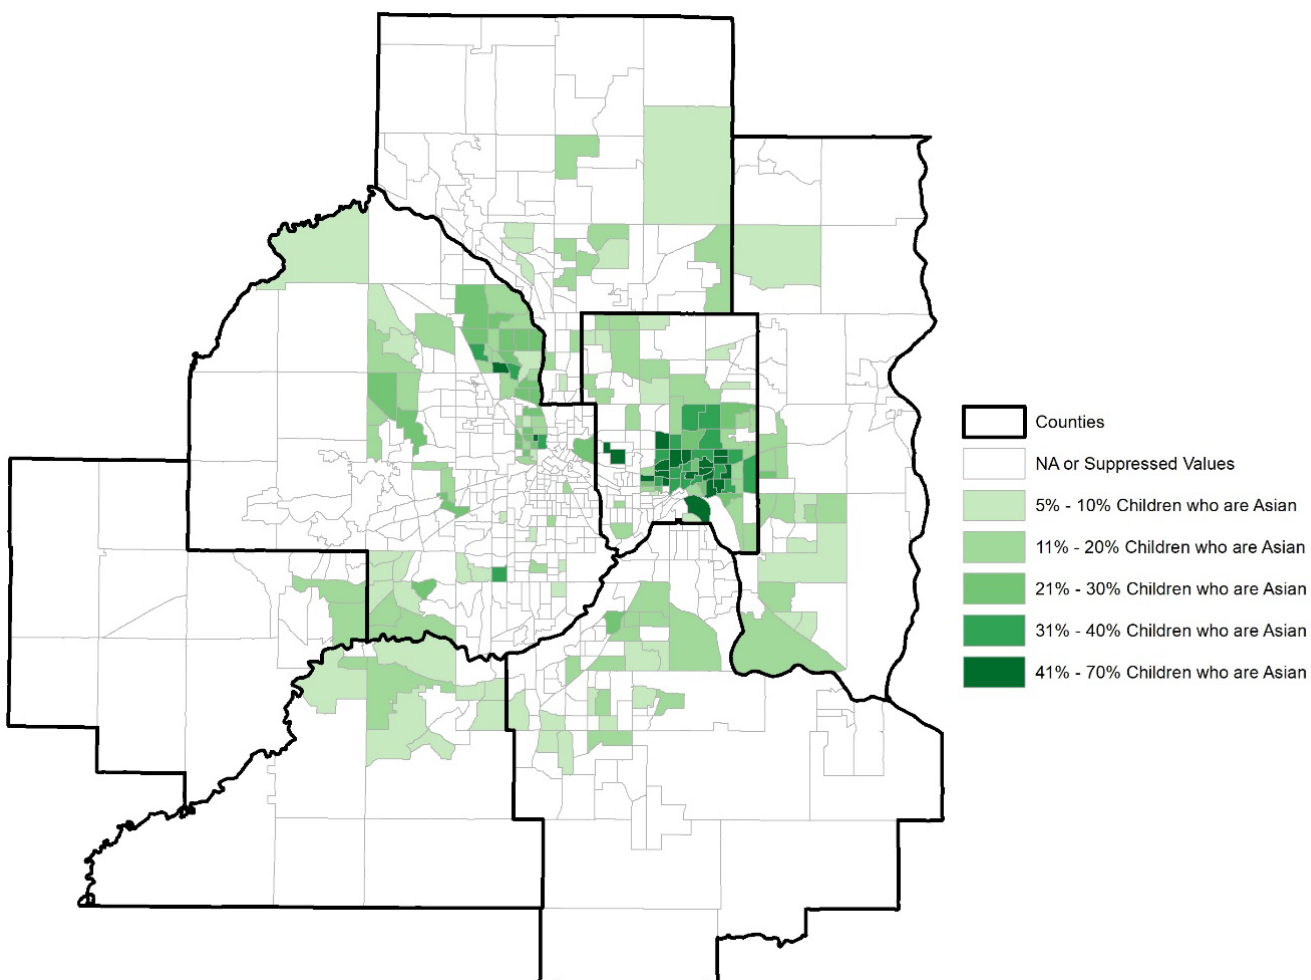 Counties
NA or Suppressed Values
5% - 10% Children who are Asian
11% - 20% Children who are Asian
21% - 30% Children who are Asian
31% - 40% Children who are Asian
41% - 70% Children who are Asian